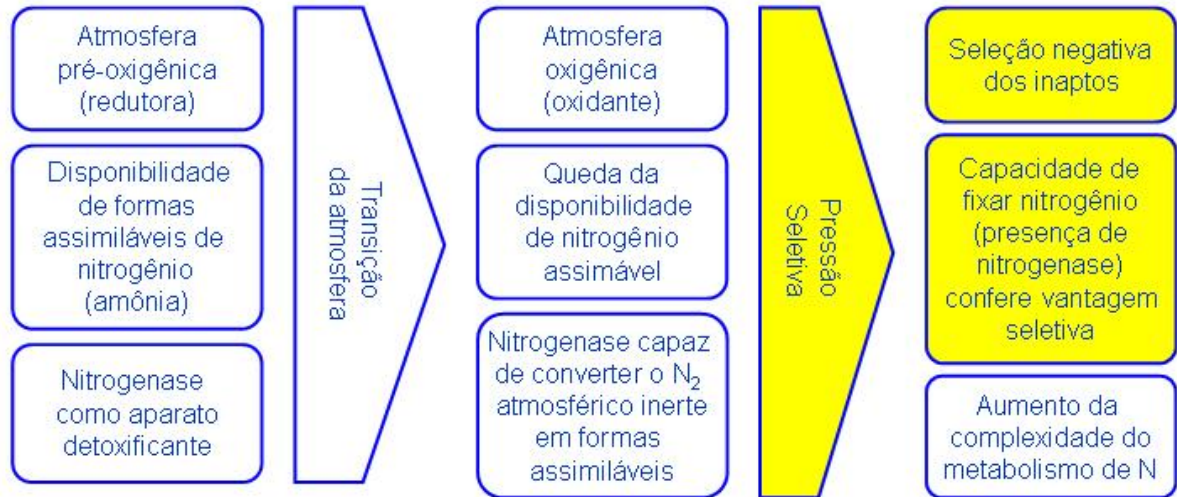 Atmosfera
pré-oxigênica
(redutora)
Disponibilidade
de formas
assimiláveis de
nitrogênio
(amônia)
Nitrogenase
como aparato
detoxificante
Transição
da atmosfera
Atmosfera
oxigênica
(oxidante)
Queda da
disponibilidade
de nitrogênio
assimável
Nitrogenase capaz
de converter o N₂
atmosférico inerte
em formas
assimiláveis
Pressão
Seletiva
Seleção negativa
dos inaptos
Capacidade de
fixar nitrogênio
(presença de
nitrogenase)
confere vantagem
seletiva
Aumento da
complexidade do
metabolismo de N